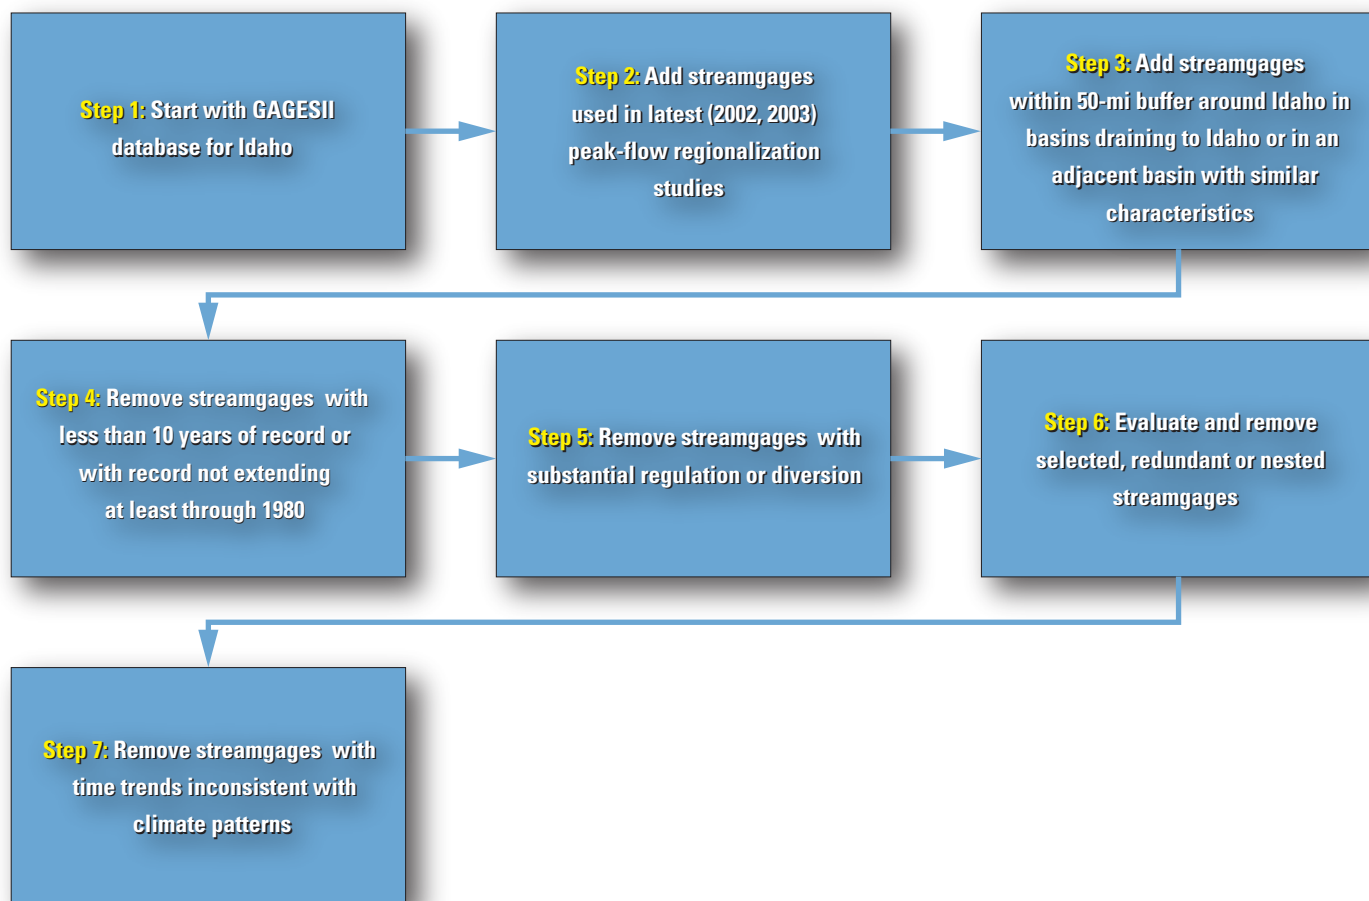 Step 1: Start with GAGESII
database for Idaho
Step 2: Add streamgages
used in latest (2002, 2003)
peak-flow regionalization
studies
Step 3: Add streamgages
within 50-mi buffer around Idaho in
basins draining to Idaho or in an
adjacent basin with similar
characteristics
Step 4: Remove streamgages with
less than 10 years of record or
with record not extending
at least through 1980
Step 5: Remove streamgages with
substantial regulation or diversion
Step 6: Evaluate and remove
selected, redundant or nested
streamgages
Step 7: Remove streamgages with
time trends inconsistent with
climate patterns